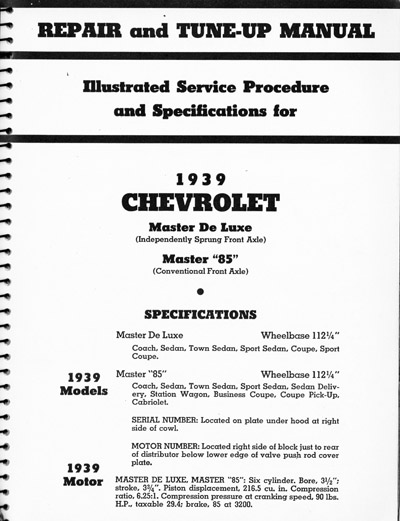 REPAIR and TUNE-UP MANUAL
Illustrated Service Procedure
and Specifications for
1939
CHEVROLET
Master De Luxe
(Independently Sprung Front Axle)
Master "85"
(Conventional Front Axle)
SPECIFICATIONS
Master De Luxe Wheelbase 112¼"
Coach, Sedan, Town Sedan, Sport Sedan, Coupe, Sport
Coupe.
1939
Models
Master "85" Wheelbase 112¼"
Coach, Sedan, Town Sedan, Sport Sedan, Sedan Deliv-
ery, Station Wagon, Business Coupe, Coupe Pick-Up,
Cabriolet.
SERIAL NUMBER: Located on plate under hood at right
side of cowl.
MOTOR NUMBER: Located right side of block just to rear
of distributor below lower edge of valve push rod cover
plate.
1939
Motor
MASTER DE LUXE, MASTER "85": Six cylinder. Bore, 3½";
stroke, 3¾". Piston displacement, 216.5 cu. in. Compression
ratio, 6.25:1. Compression pressure at cranking speed, 90 lbs.
H.P., taxable 29.4; brake, 85 at 3200.